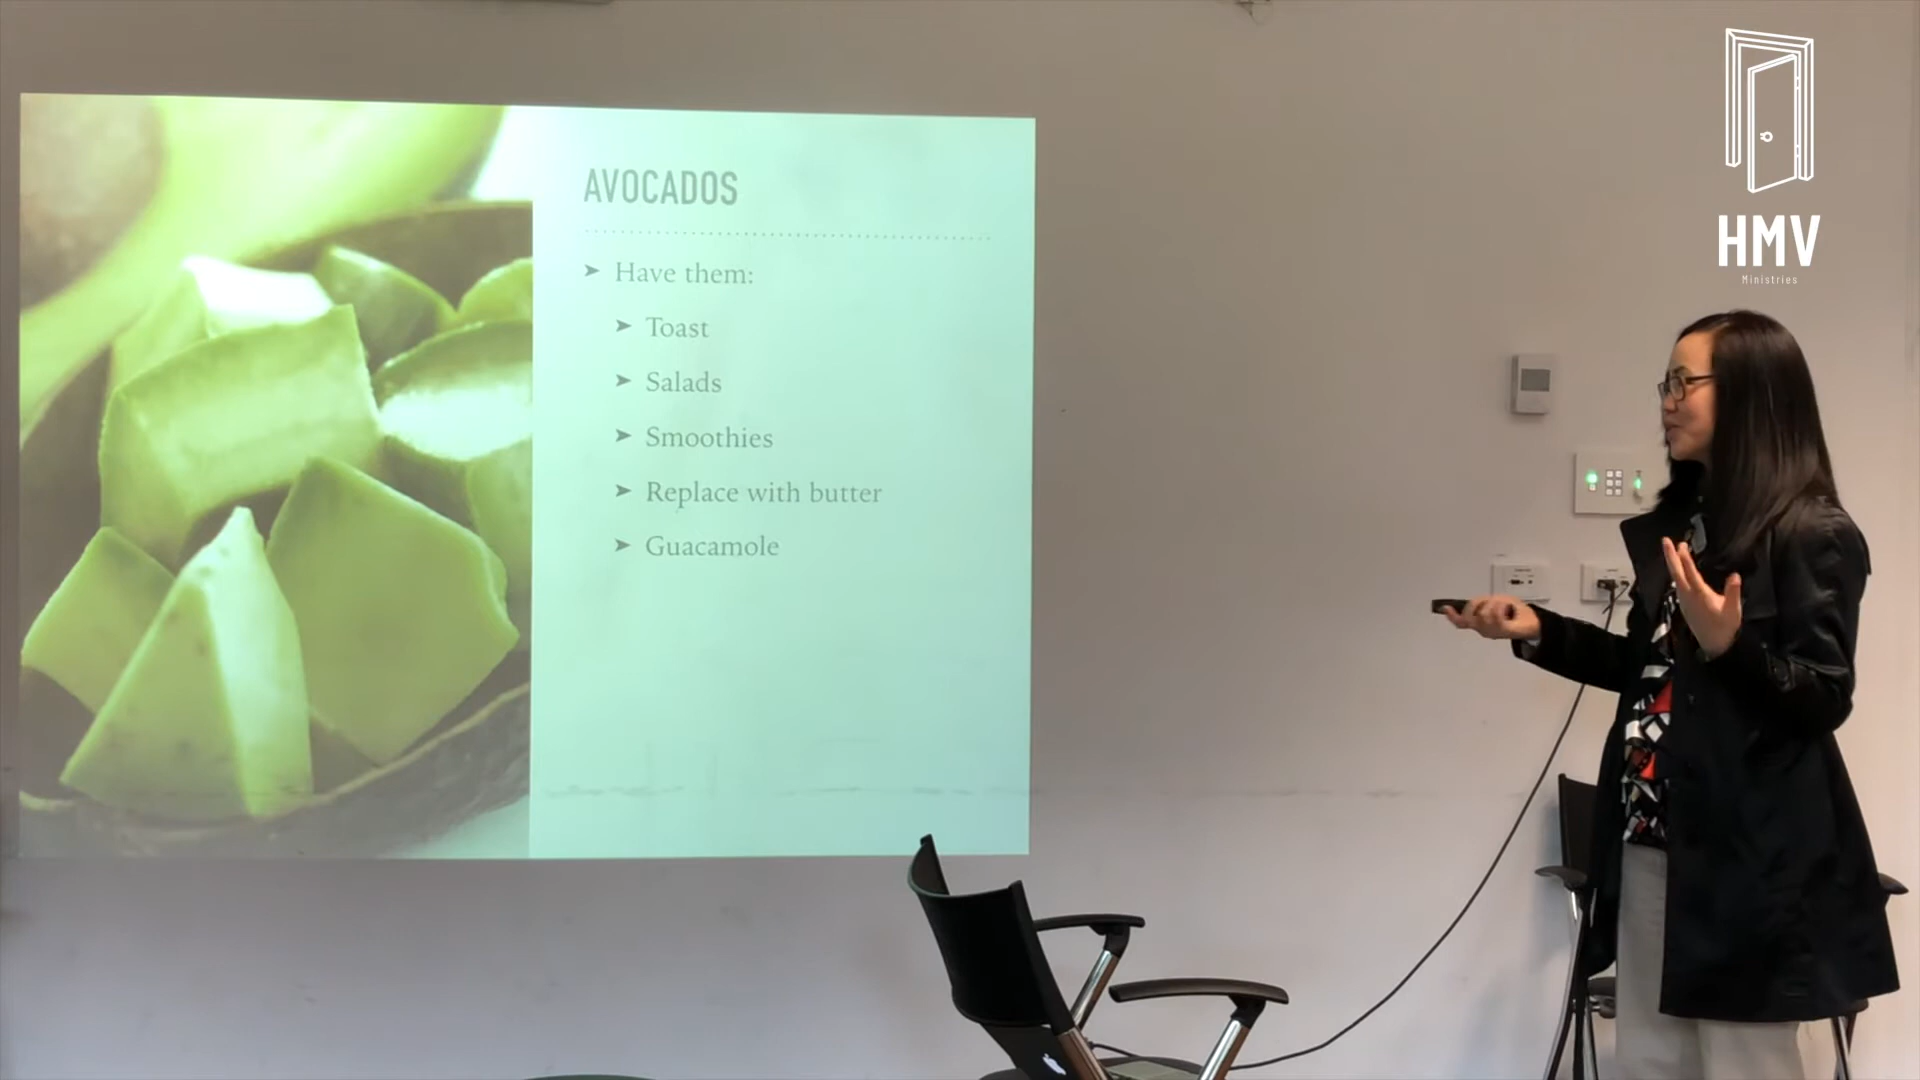 AVOCADOS
➤ Have them:
➤ Toast
➤ Salads
➤ Smoothies
➤ Replace with butter
➤ Guacamole
HMV
Ministries